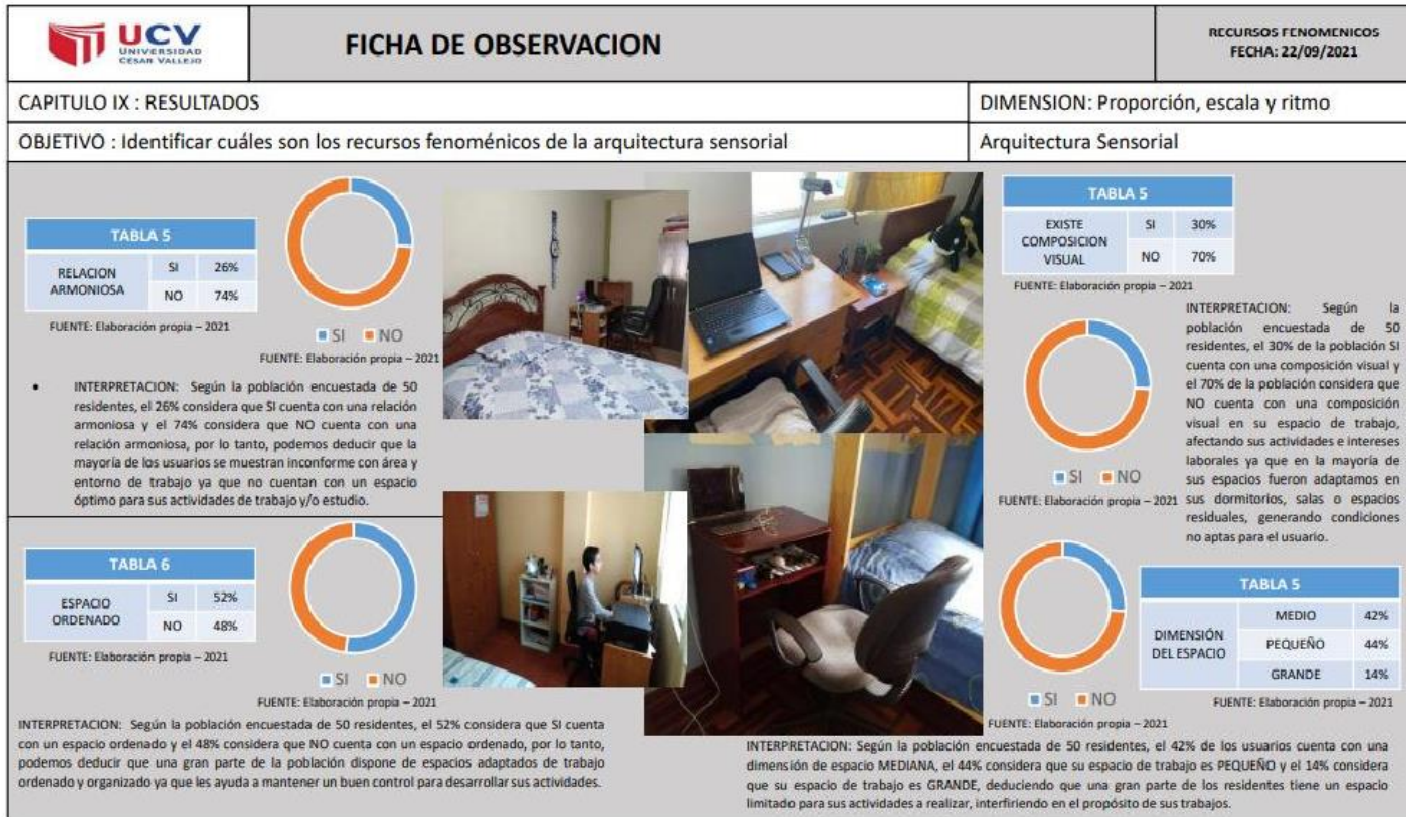 UCV
UNIVERSIDAD
CESAR VALLEJO
FICHA DE OBSERVACION
RECURSOS FENOMENICOS
FECHA: 22/09/2021
CAPITULO IX : RESULTADOS
DIMENSION: Proporción, escala y ritmo
OBJETIVO : Identificar cuáles son los recursos fenoménicos de la arquitectura sensorial
Arquitectura Sensorial
TABLA 5
RELACION
ARMONIOSA
SI 26%
NO 74%
FUENTE: Elaboración propia – 2021
SI NO
FUENTE: Elaboración propia – 2021
• INTERPRETACION: Según la población encuestada de 50
residentes, el 26% considera que SI cuenta con una relación
armoniosa y el 74% considera que NO cuenta con una
relación armoniosa, por lo tanto, podemos deducir que la
mayoría de los usuarios se muestran inconforme con área y
entorno de trabajo ya que no cuentan con un espacio
óptimo para sus actividades de trabajo y/o estudio.
TABLA 6
ESPACIO
ORDENADO
SI 52%
NO 48%
FUENTE: Elaboración propia – 2021
SI NO
FUENTE: Elaboración propia – 2021
INTERPRETACION: Según la población encuestada de 50 residentes, el 52% considera que SI cuenta
con un espacio ordenado y el 48% considera que NO cuenta con un espacio ordenado, por lo tanto,
podemos deducir que una gran parte de la población dispone de espacios adaptados de trabajo
ordenado y organizado ya que les ayuda a mantener un buen control para desarrollar sus actividades.
TABLA 5
EXISTE
COMPOSICION
VISUAL
SI 30%
NO 70%
FUENTE: Elaboración propia – 2021
SI NO
FUENTE: Elaboración propia – 2021
INTERPRETACION: Según la
población encuestada de 50
residentes, el 30% de la población SI
cuenta con una composición visual y
el 70% de la población considera que
NO cuenta con una composición
visual en su espacio de trabajo,
afectando sus actividades e intereses
laborales ya que en la mayoría de
sus espacios fueron adaptamos en
sus dormitorios, salas o espacios
residuales, generando condiciones
no aptas para el usuario.
SI NO
FUENTE: Elaboración propia – 2021
TABLA 5
DIMENSIÓN
DEL ESPACIO
MEDIO 42%
PEQUEÑO 44%
GRANDE 14%
FUENTE: Elaboración propia – 2021
INTERPRETACION: Según la población encuestada de 50 residentes, el 42% de los usuarios cuenta con una
dimensión de espacio MEDIANA, el 44% considera que su espacio de trabajo es PEQUEÑO y el 14% considera
que su espacio de trabajo es GRANDE, deduciendo que una gran parte de los residentes tiene un espacio
limitado para sus actividades a realizar, interfiriendo en el propósito de sus trabajos.